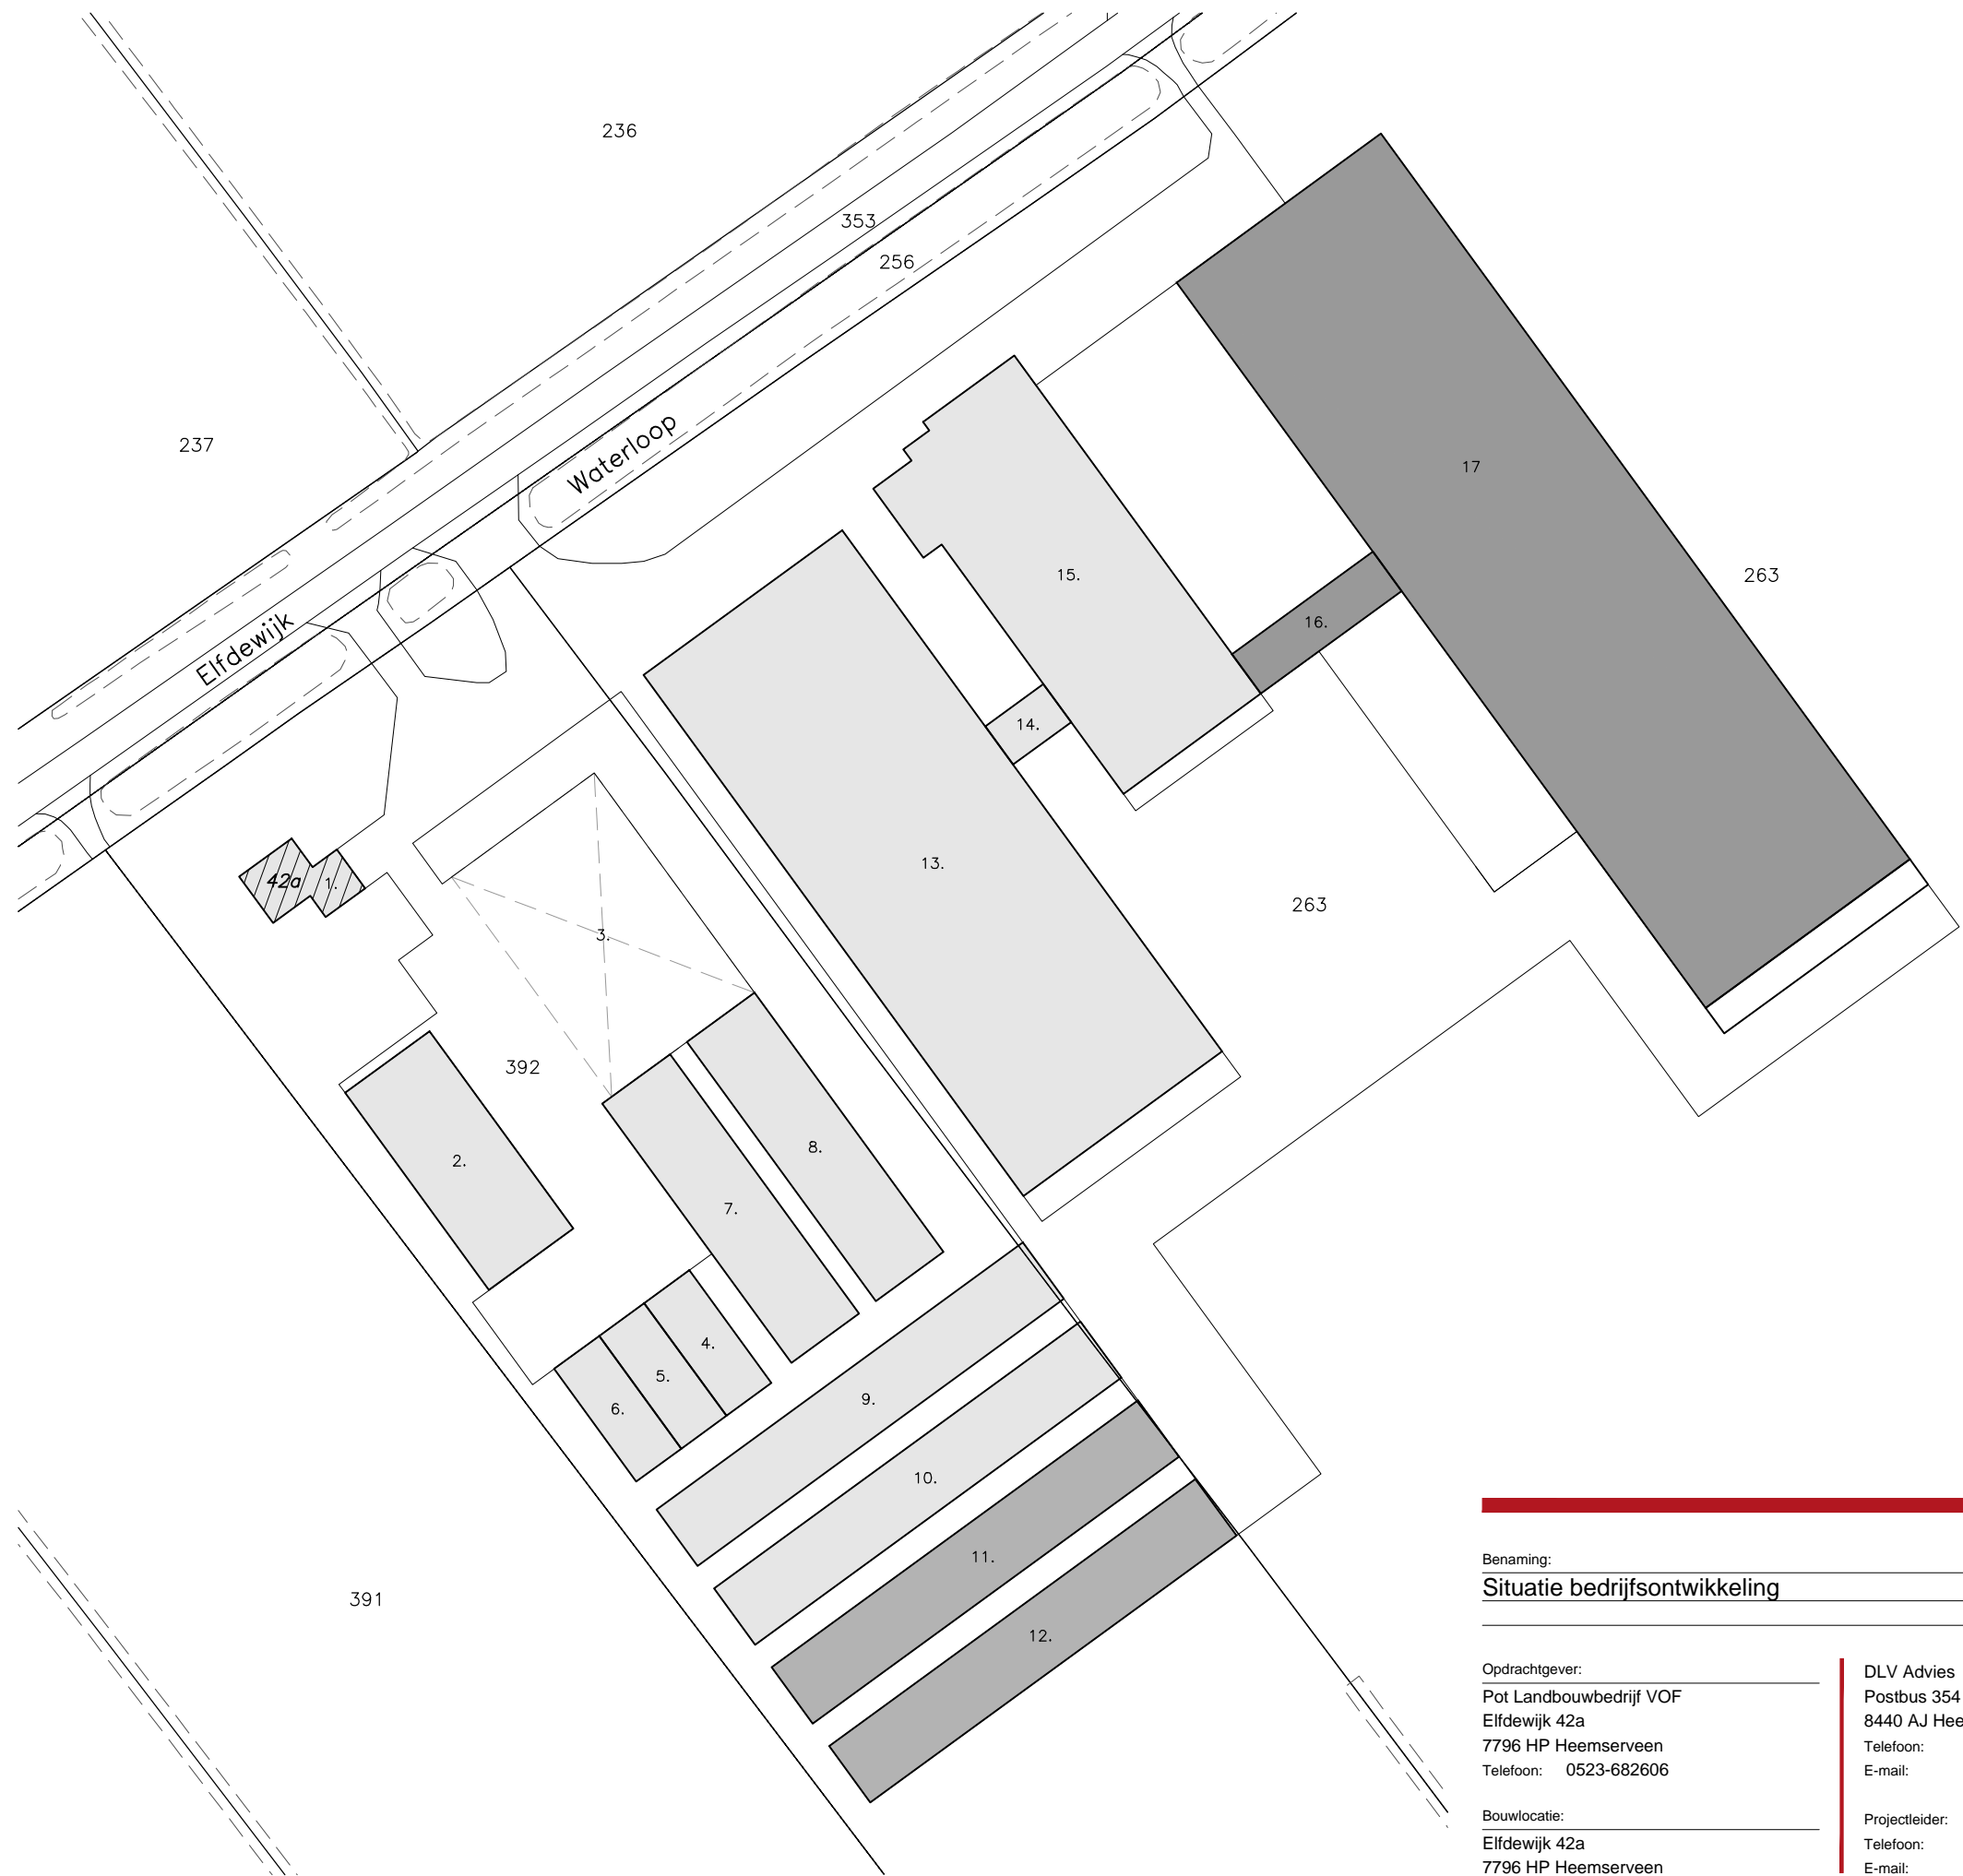 236
353
256
237
Waterloop
17
15.
263
16.
Elfdewijk
14.
13.
42a
1.
263
3.
392
8.
2.
7.
4.
5.
9.
6.
10.
11.
391
12.
Benaming:
Situatie bedrijfsontwikkeling
Opdrachtgever:
Pot Landbouwbedrijf VOF
Elfdewijk 42a
7796 HP Heemserveen
Telefoon: 0523-682606
Bouwlocatie:
Elfdewijk 42a
7796 HP Heemserveen
DLV Advies
Postbus 354
8440 AJ Hee
Telefoon:
E-mail:
Projectleider:
Telefoon:
E-mail: